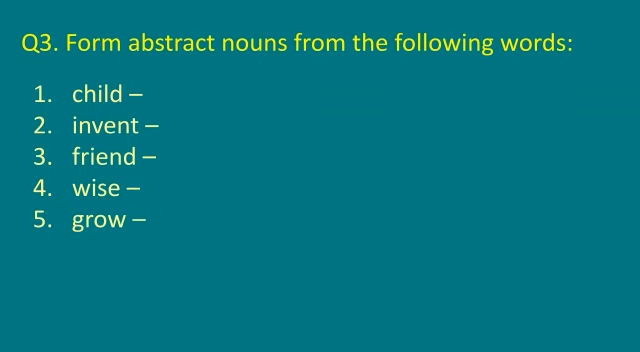 Q3. Form abstract nouns from the following words:
1. child –
2. invent –
3. friend –
4. wise –
5. grow –